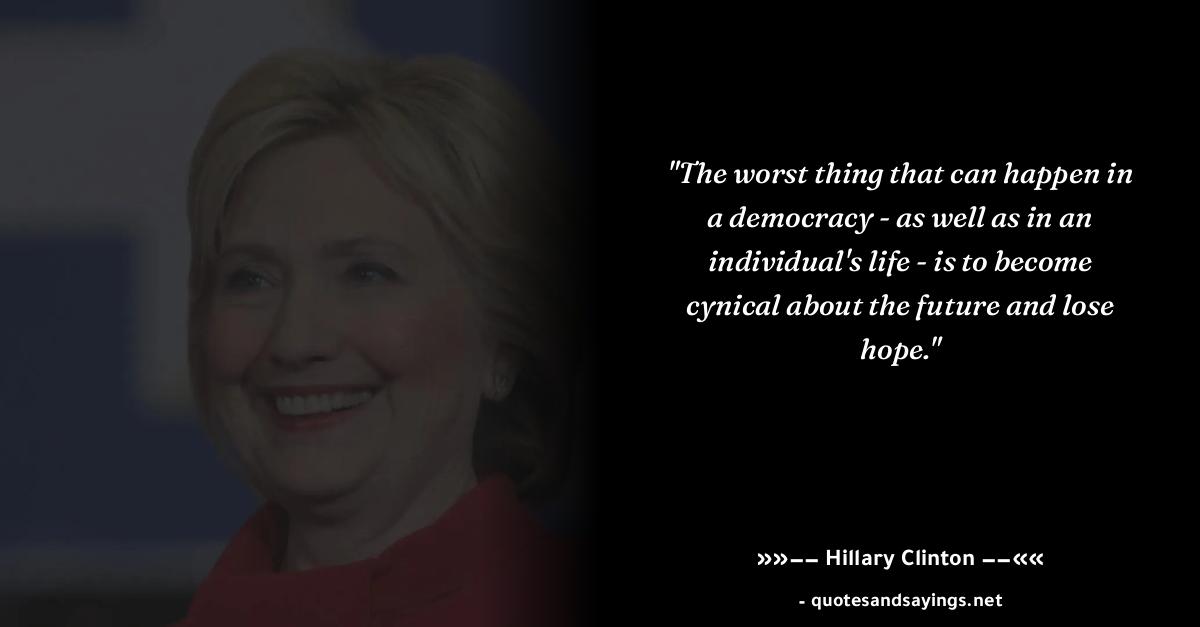 "The worst thing that can happen in
a democracy - as well as in an
individual's life - is to become
cynical about the future and lose
hope."
»»−− Hillary Clinton −−««
- quotesandsayings.net